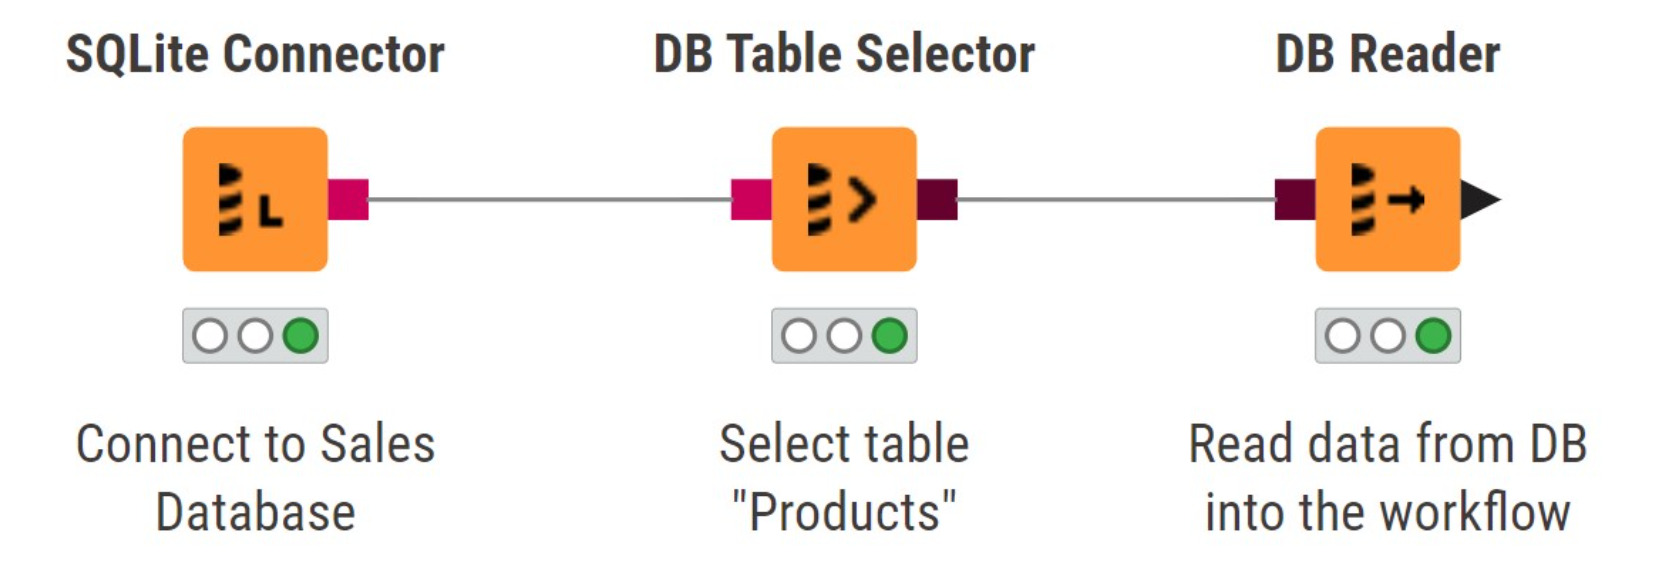 SQLite Connector
DB Table Selector
DB Reader
Connect to Sales
Database
Select table
"Products"
Read data from DB
into the workflow